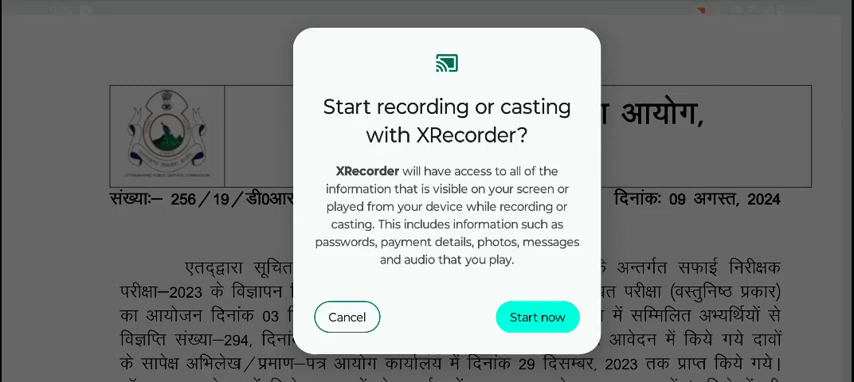 Start recording or casting
with XRecorder?
आयोग,
XRecorder will have access to all of the
information that is visible on your screen or
played from your device while recording or
casting. This includes information such as
passwords, payment details, photos, messages
and audio that you play.
संख्याः– 256/19/डी0आर
दिनांकः 09 अगस्त, 2024
एतद्द्वारा सूचित अन्तर्गत सफाई निरीक्षक
परीक्षा–2023 के विज्ञापन परीक्षा (वस्तुनिष्ठ प्रकार)
Cancel
Start now
का आयोजन दिनांक 03 में सम्मिलित अभ्यर्थियों से
विज्ञप्ति संख्या–294, आवेदन में किये गये दावों
के सापेक्ष अभिलेख/प्रमाण–पत्र आयोग कार्यालय में दिनांक 29 दिसम्बर, 2023 तक प्राप्त किये गये।